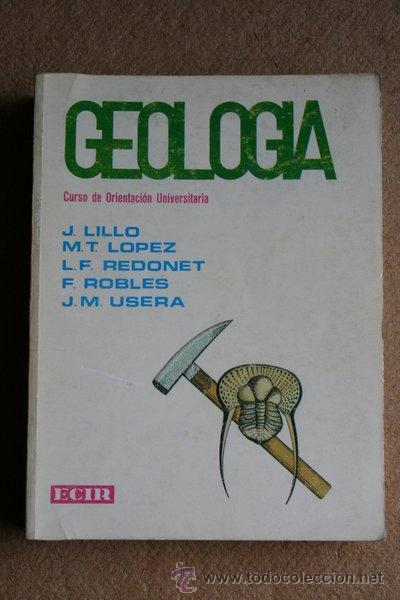 GEOLOGIA
Curso de Orientación Universitaria
J. LILLO
M.T. LOPEZ
L.F. REDONET
F. ROBLES
J.M. USERA
ECIR
www.todocoleccion.net